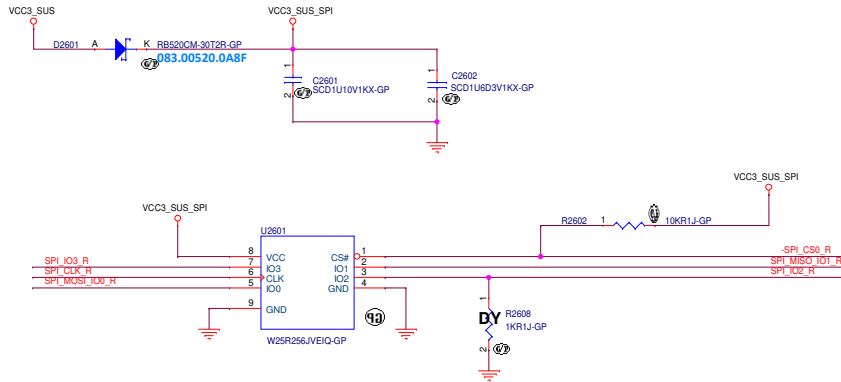 VCC3_SUS
VCC3_SUS_SPI
D2601
A
K
RB520CM-30T2R-GP
083.00520.0A8F
1
C2601
SCD1U10V1KX-GP
2
1
C2602
SCD1U6D3V1KX-GP
2
VCC3_SUS_SPI
VCC3_SUS_SPI
R2602
1
10KR1J-GP
U2601
8
VCC
CS#
1
-SPI_CS0_R
SPI_IO3_R
7
IO3
IO1
2
SPI_MISO_IO1_R
SPI_CLK_R
6
CLK
IO2
3
SPI_IO2_R
SPI_MOSI_IO0_R
5
IO0
GND
4
9
GND
W25R256JVEIQ-GP
1
DY
R2608
1KR1J-GP
2